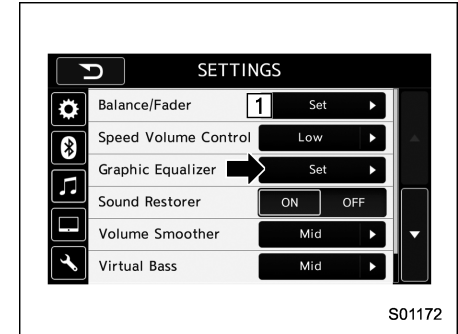 SETTINGS
Balance/Fader 1 Set
Speed Volume Control Low
Graphic Equalizer Set
Sound Restorer ON OFF
Volume Smoother Mid
Virtual Bass Mid
S01172